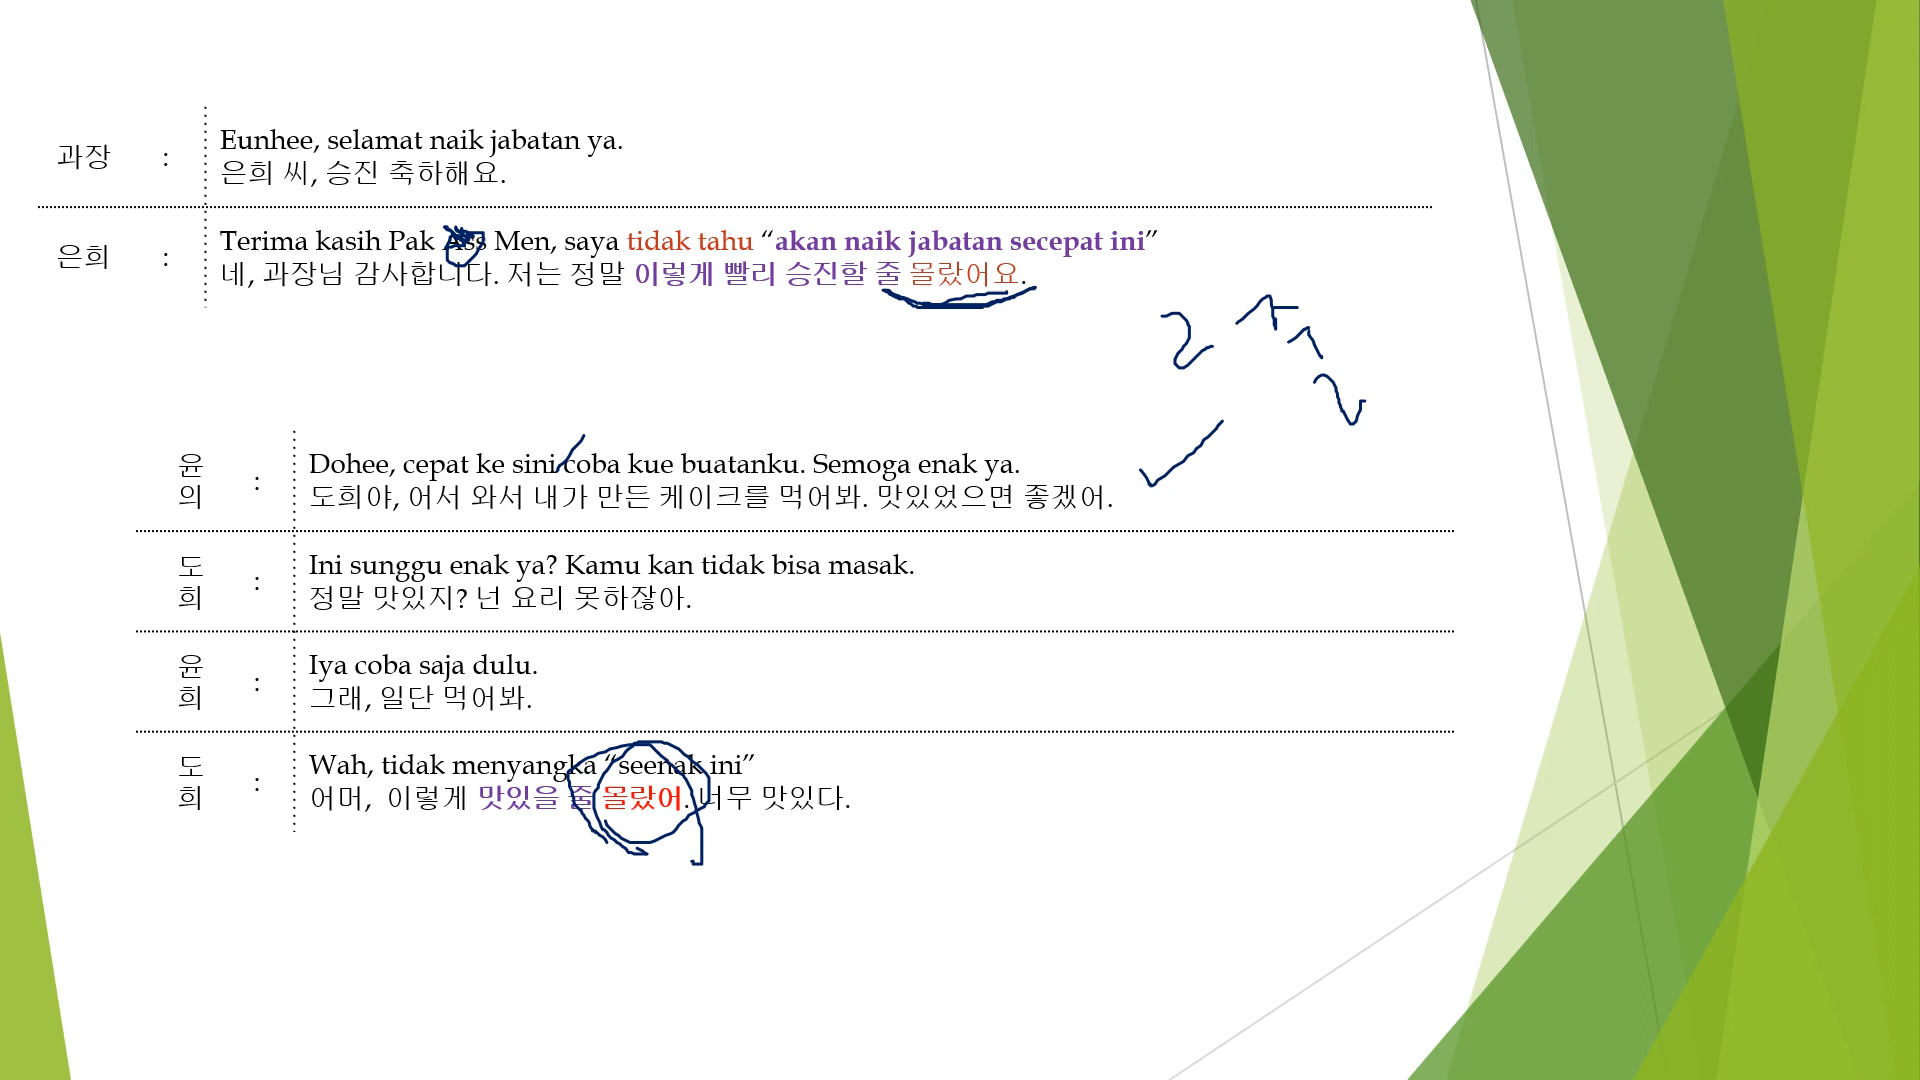 과장 : Eunhee, selamat naik jabatan ya.
은희 씨, 승진 축하해요.
은희 : Terima kasih Pak Ass Men, saya tidak tahu “akan naik jabatan secepat ini”
네, 과장님 감사합니다. 저는 정말 이렇게 빨리 승진할 줄 몰랐어요.
윤의 : Dohee, cepat ke sini coba kue buatanku. Semoga enak ya.
도희야, 어서 와서 내가 만든 케이크를 먹어봐. 맛있었으면 좋겠어.
도희 : Ini sunggu enak ya? Kamu kan tidak bisa masak.
정말 맛있지? 넌 요리 못하잖아.
윤희 : Iya coba saja dulu.
그래, 일단 먹어봐.
도희 : Wah, tidak menyangka “seenak ini”
어머, 이렇게 맛있을 줄 몰랐어. 너무 맛있다.